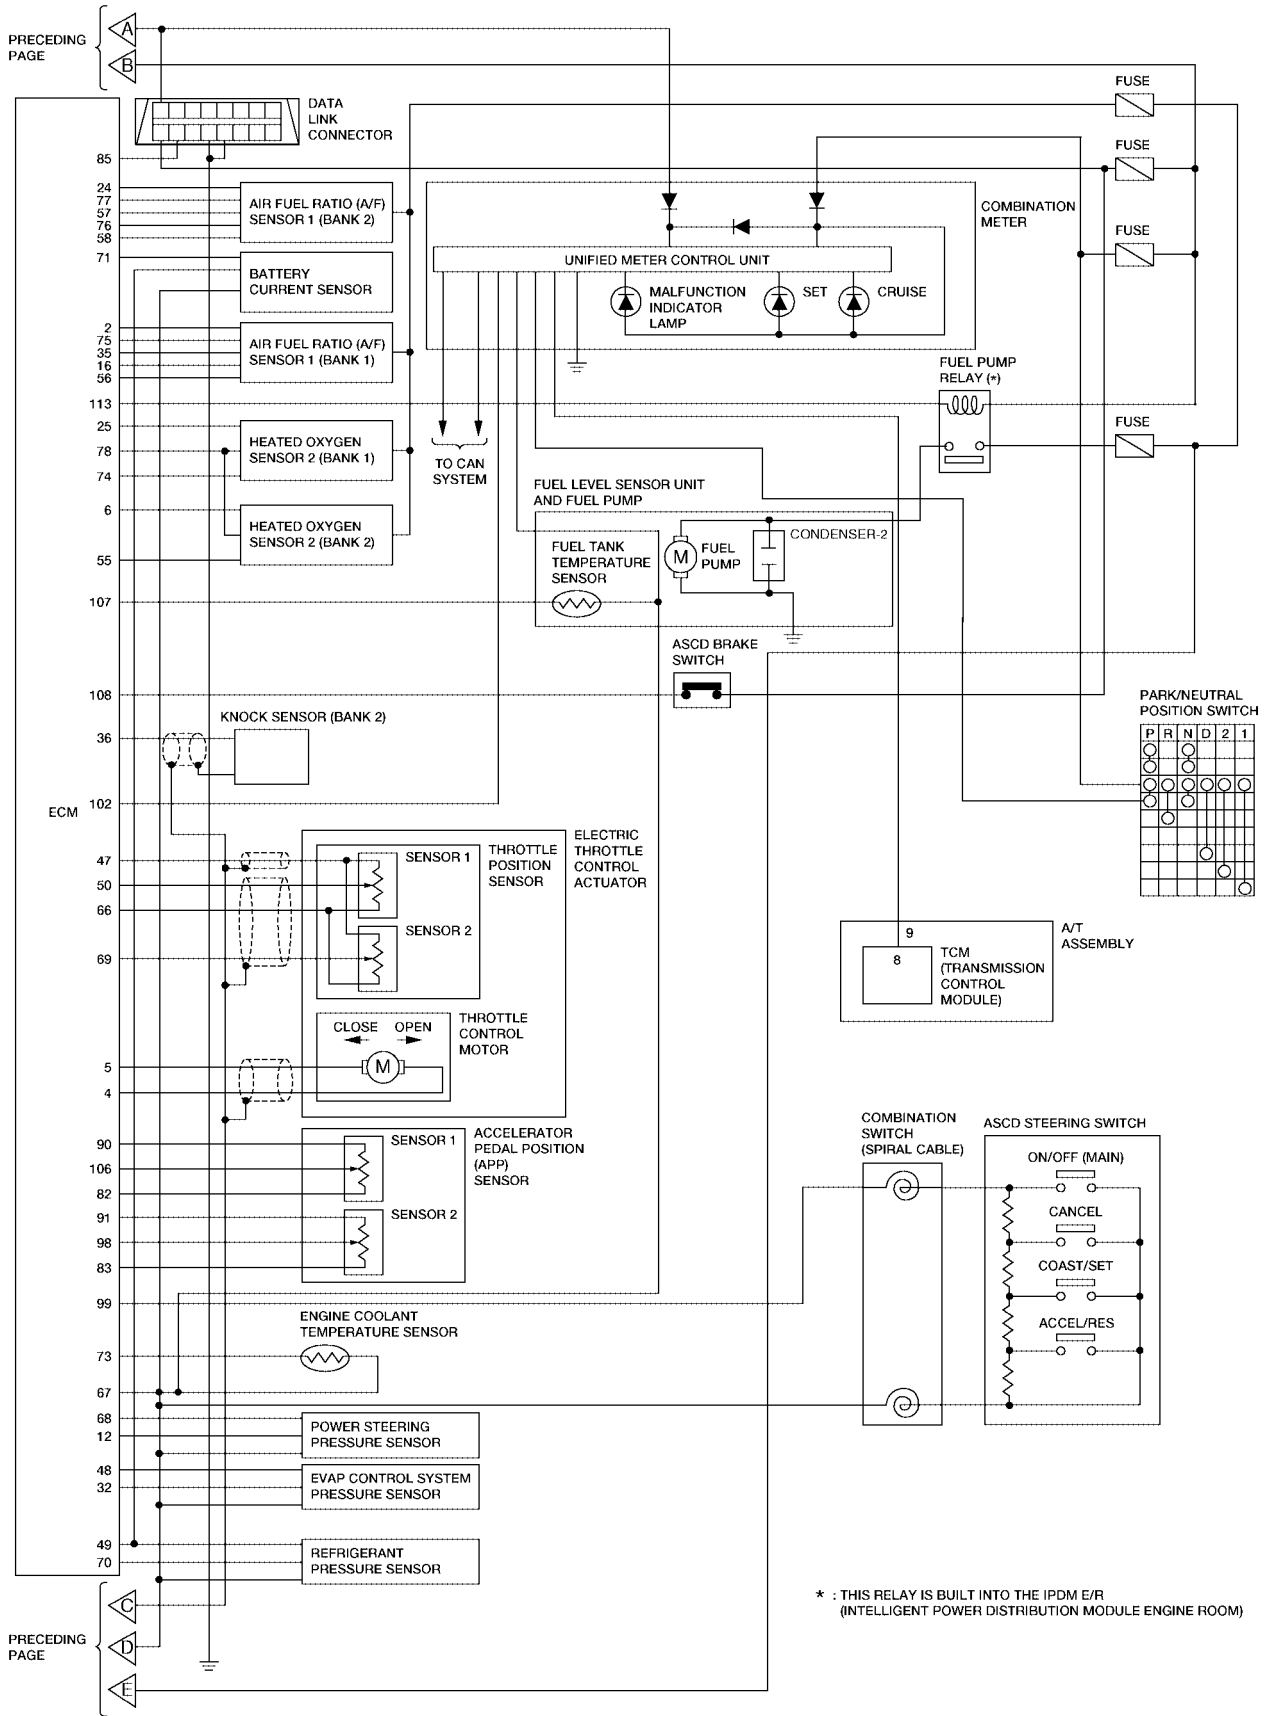 PRECEDING
PAGE
A
B
DATA
LINK
CONNECTOR
FUSE
FUSE
FUSE
FUSE
85
24
77
57
76
58
AIR FUEL RATIO (A/F)
SENSOR 1 (BANK 2)
COMBINATION
METER
71
BATTERY
CURRENT SENSOR
UNIFIED METER CONTROL UNIT
MALFUNCTION
INDICATOR
LAMP
SET
CRUISE
2
75
35
16
56
AIR FUEL RATIO (A/F)
SENSOR 1 (BANK 1)
FUEL PUMP
RELAY (*)
113
25
78
74
HEATED OXYGEN
SENSOR 2 (BANK 1)
TO CAN
SYSTEM
6
55
HEATED OXYGEN
SENSOR 2 (BANK 2)
FUEL LEVEL SENSOR UNIT
AND FUEL PUMP
FUEL TANK
TEMPERATURE
SENSOR
M
FUEL
PUMP
CONDENSER-2
107
ASCD BRAKE
SWITCH
108
PARK/NEUTRAL
POSITION SWITCH
P R N D 2 1
KNOCK SENSOR (BANK 2)
36
ECM
102
47
50
66
69
SENSOR 1
SENSOR 2
THROTTLE
POSITION
SENSOR
ELECTRIC
THROTTLE
CONTROL
ACTUATOR
9
8
TCM
(TRANSMISSION
CONTROL
MODULE)
A/T
ASSEMBLY
CLOSE OPEN
M
THROTTLE
CONTROL
MOTOR
5
4
90
106
82
91
98
83
SENSOR 1
SENSOR 2
ACCELERATOR
PEDAL POSITION
(APP)
SENSOR
COMBINATION
SWITCH
(SPIRAL CABLE)
ASCD STEERING SWITCH
ON/OFF (MAIN)
CANCEL
COAST/SET
ACCEL/RES
99
ENGINE COOLANT
TEMPERATURE SENSOR
73
67
68
12
POWER STEERING
PRESSURE SENSOR
48
32
EVAP CONTROL SYSTEM
PRESSURE SENSOR
49
70
REFRIGERANT
PRESSURE SENSOR
* : THIS RELAY IS BUILT INTO THE IPDM E/R
(INTELLIGENT POWER DISTRIBUTION MODULE ENGINE ROOM)
PRECEDING
PAGE
C
D
E